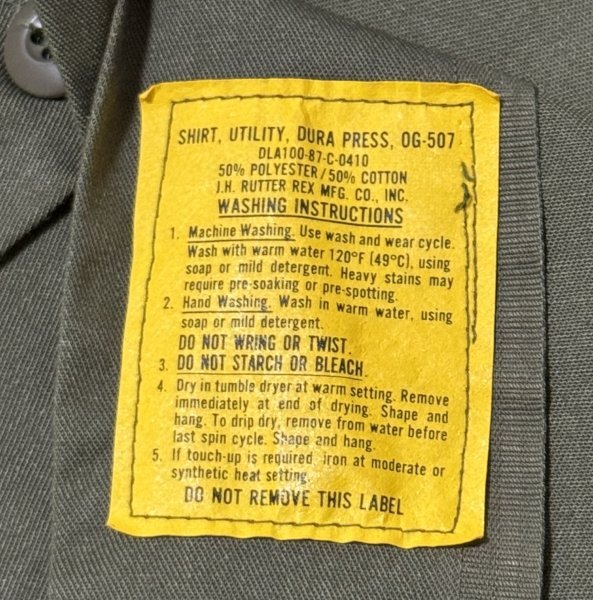 SHIRT, UTILITY, DURA PRESS, OG-507
DLA100-87-C-0410
50% POLYESTER/50% COTTON
J.H. RUTTER REX MFG. CO., INC.
WASHING INSTRUCTIONS
1. Machine Washing. Use wash and wear cycle.
Wash with warm water 120°F (49°C), using
soap or mild detergent. Heavy stains may
require pre-soaking or pre-spotting.
2. Hand Washing. Wash in warm water, using
soap or mild detergent.
DO NOT WRING OR TWIST.
3. DO NOT STARCH OR BLEACH.
4. Dry in tumble dryer at warm setting. Remove
immediately at end of drying. Shape and
hang. To drip dry, remove from water before
last spin cycle. Shape and hang.
5. If touch-up is required, iron at moderate or
synthetic heat setting.
DO NOT REMOVE THIS LABEL